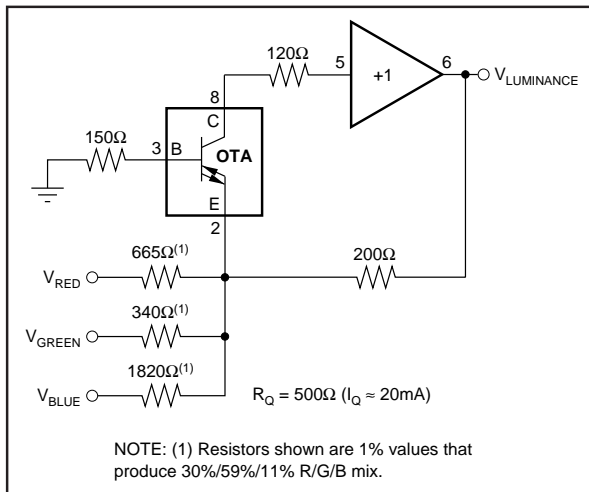 120Ω
5
+1
6
V_LUMINANCE
8
C
150Ω
3
B
OTA
E
2
665Ω(1)
V_RED
200Ω
340Ω(1)
V_GREEN
1820Ω(1)
V_BLUE
R_Q = 500Ω (I_Q ≈ 20mA)
NOTE: (1) Resistors shown are 1% values that
produce 30%/59%/11% R/G/B mix.